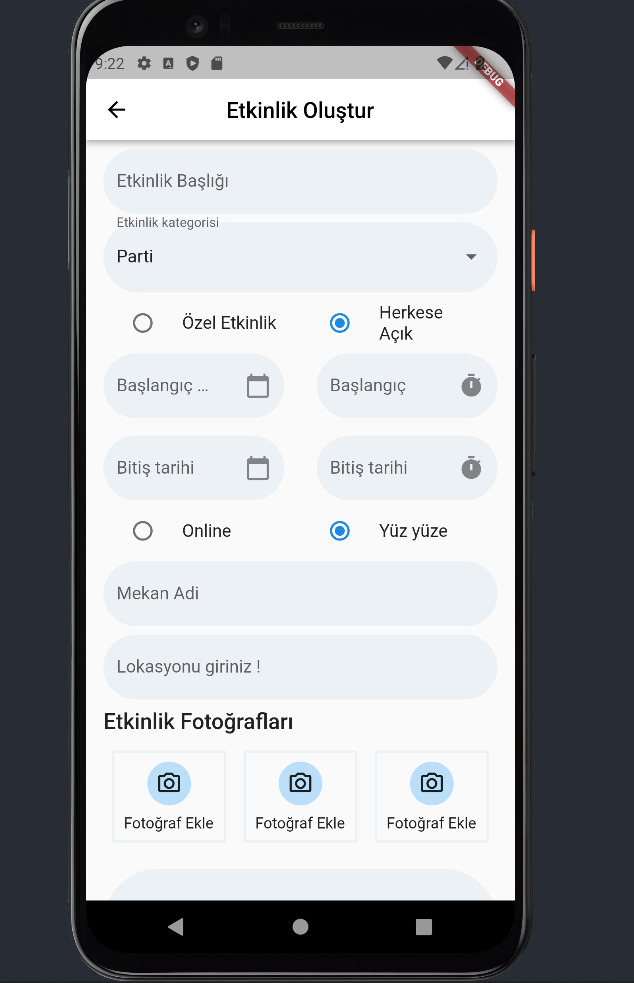 9:22
Etkinlik Oluştur
Etkinlik Başlığı
Etkinlik kategorisi
Parti
Özel Etkinlik
Herkese
Açık
Başlangıç ...
Başlangıç
Bitiş tarihi
Bitiş tarihi
Online
Yüz yüze
Mekan Adi
Lokasyonu giriniz !
Etkinlik Fotoğrafları
Fotoğraf Ekle
Fotoğraf Ekle
Fotoğraf Ekle